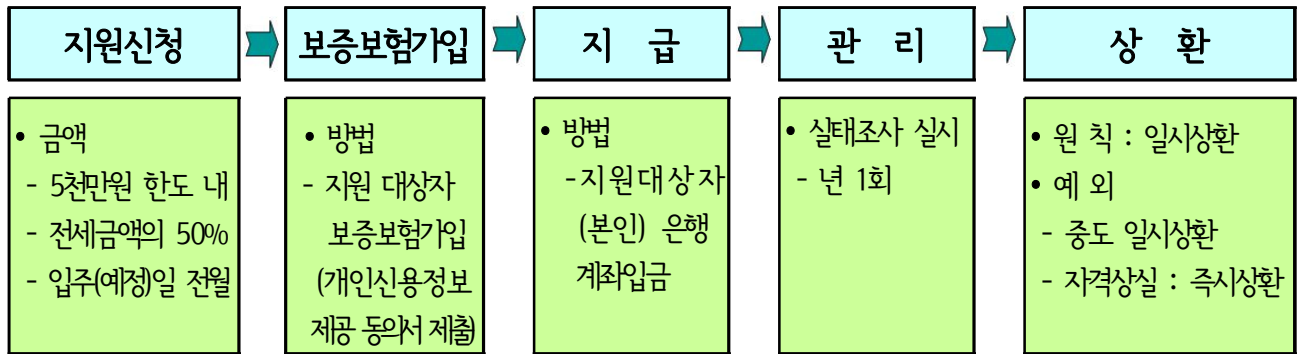 지원신청
보증보험가입
지 급
관 리
상 환
• 금액
- 5천만원 한도 내
- 전세금액의 50%
- 입주(예정)일 전월
• 방법
- 지원 대상자
보증보험가입
(개인신용정보
제공 동의서 제출)
• 방법
-지원대상자
(본인) 은행
계좌입금
• 실태조사 실시
- 년 1회
• 원 칙 : 일시상환
• 예 외
- 중도 일시상환
- 자격상실 : 즉시상환